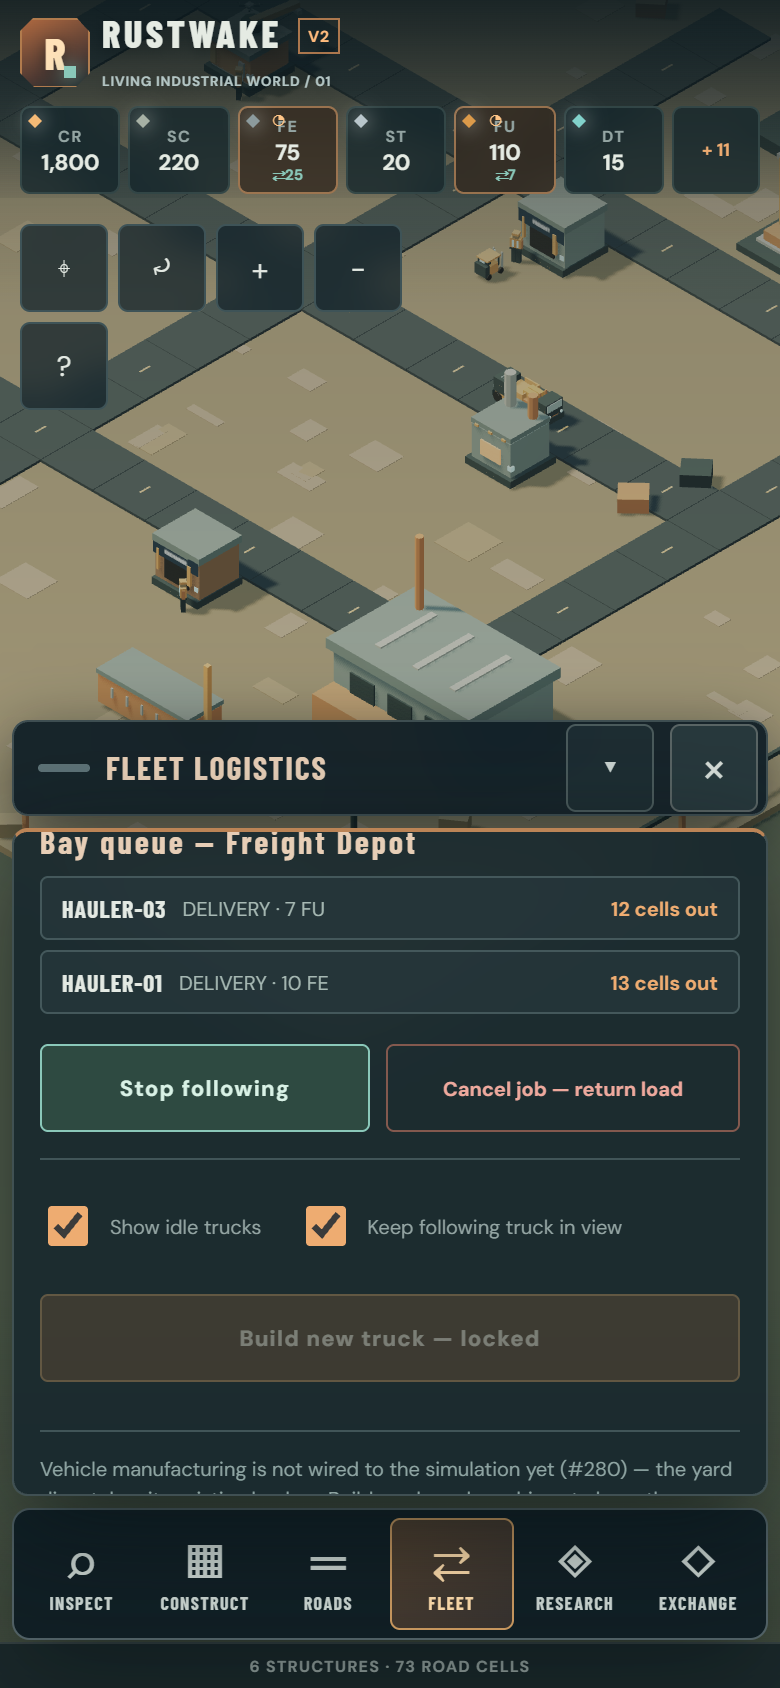 R
RUSTWAKE V2
LIVING INDUSTRIAL WORLD / 01
CR 1,800
SC 220
FE 75 ⇄25
ST 20
FU 110 ⇄7
DT 15
+ 11
+ −
?
FLEET LOGISTICS ▼ ×
Bay queue — Freight Depot
HAULER-03 DELIVERY · 7 FU 12 cells out
HAULER-01 DELIVERY · 10 FE 13 cells out
Stop following Cancel job — return load
Show idle trucks Keep following truck in view
Build new truck — locked
Vehicle manufacturing is not wired to the simulation yet (#280) — the yard
INSPECT CONSTRUCT ROADS FLEET RESEARCH EXCHANGE
6 STRUCTURES · 73 ROAD CELLS